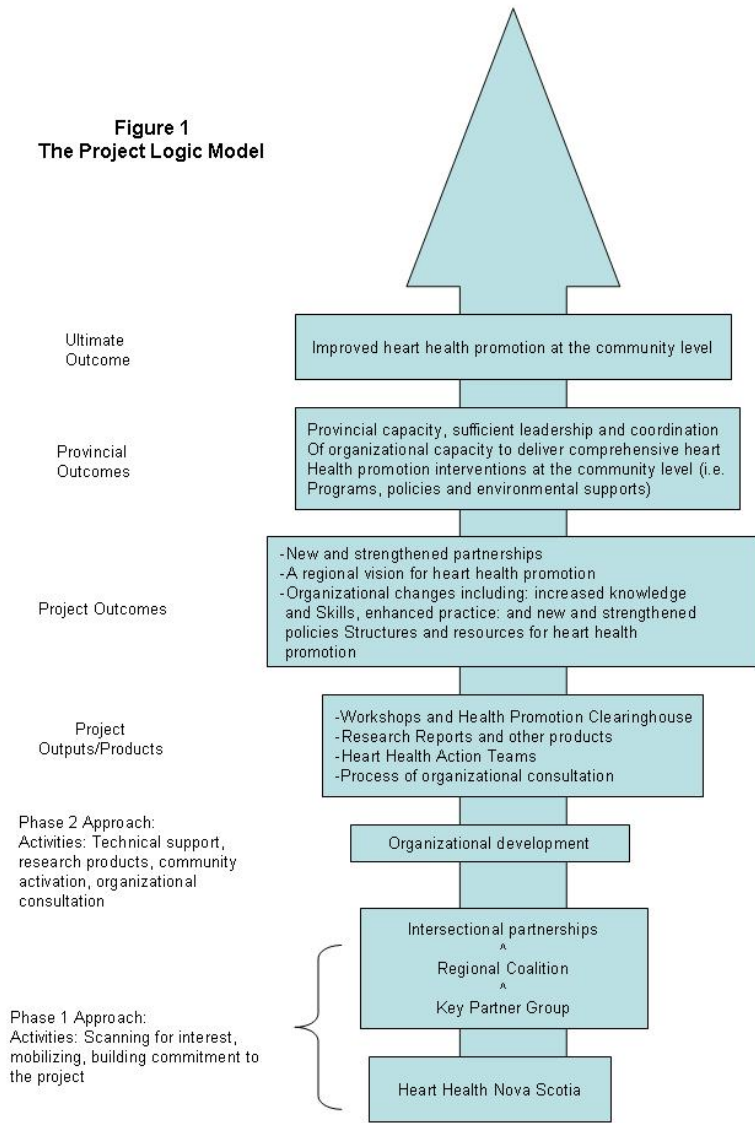 Figure 1
The Project Logic Model
Ultimate
Outcome
Improved heart health promotion at the community level
Provincial
Outcomes
Provincial capacity, sufficient leadership and coordination
Of organizational capacity to deliver comprehensive heart
Health promotion interventions at the community level (i.e.
Programs, policies and environmental supports)
Project Outcomes
-New and strengthened partnerships
-A regional vision for heart health promotion
-Organizational changes including: increased knowledge
and Skills, enhanced practice: and new and strengthened
policies Structures and resources for heart health
promotion
Project
Outputs/Products
-Workshops and Health Promotion Clearinghouse
-Research Reports and other products
-Heart Health Action Teams
-Process of organizational consultation
Phase 2 Approach:
Activities: Technical support,
research products, community
activation, organizational
consultation
Organizational development
Intersectional partnerships
^
Regional Coalition
^
Key Partner Group
Phase 1 Approach:
Activities: Scanning for interest,
mobilizing, building commitment to
the project
Heart Health Nova Scotia